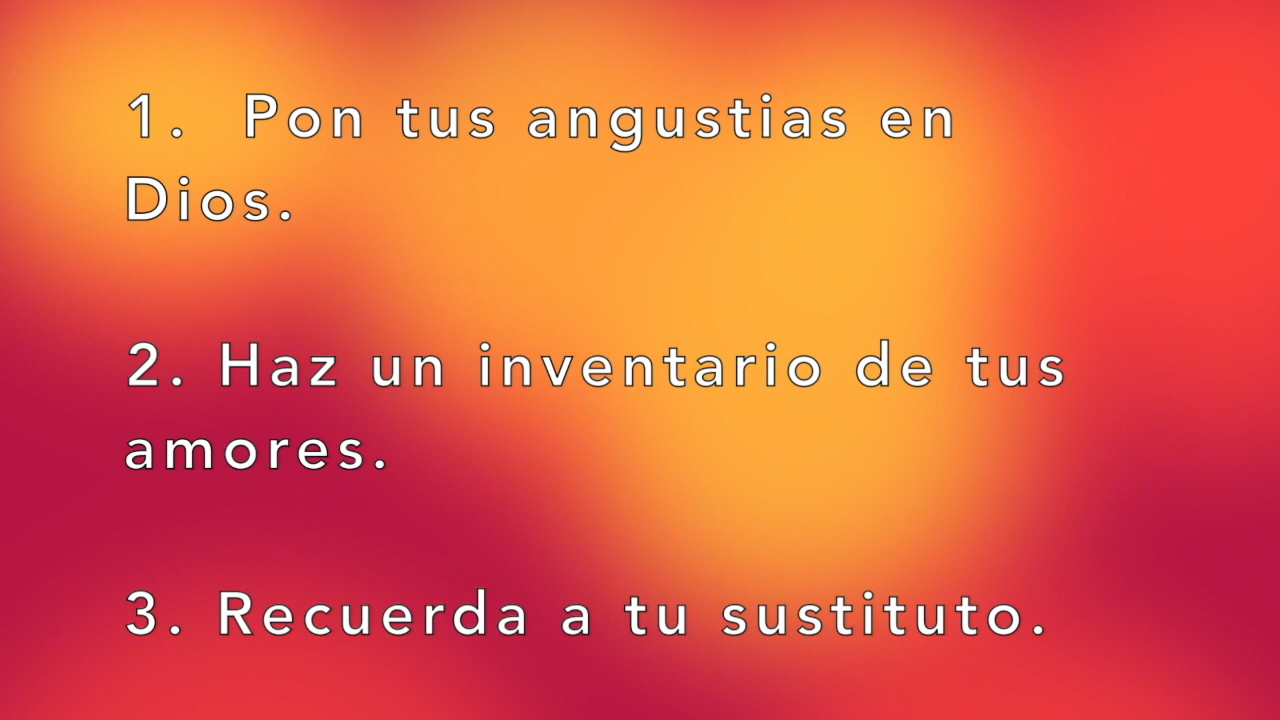 1. Pon tus angustias en
Dios.
2. Haz un inventario de tus
amores.
3. Recuerda a tu sustituto.